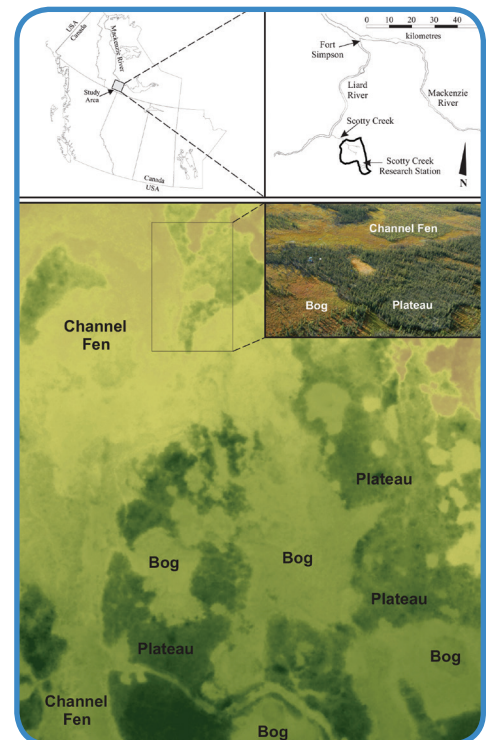 USA
Canada
Mackenzie River
Study
Area
Canada
USA
0 10 20 30 40
kilometres
Fort
Simpson
Liard
River
Mackenzie
River
Scotty Creek
Scotty Creek
Research Station
N
Channel Fen
Bog
Plateau
Channel
Fen
Plateau
Bog
Bog
Plateau
Plateau
Bog
Channel
Fen
Bog